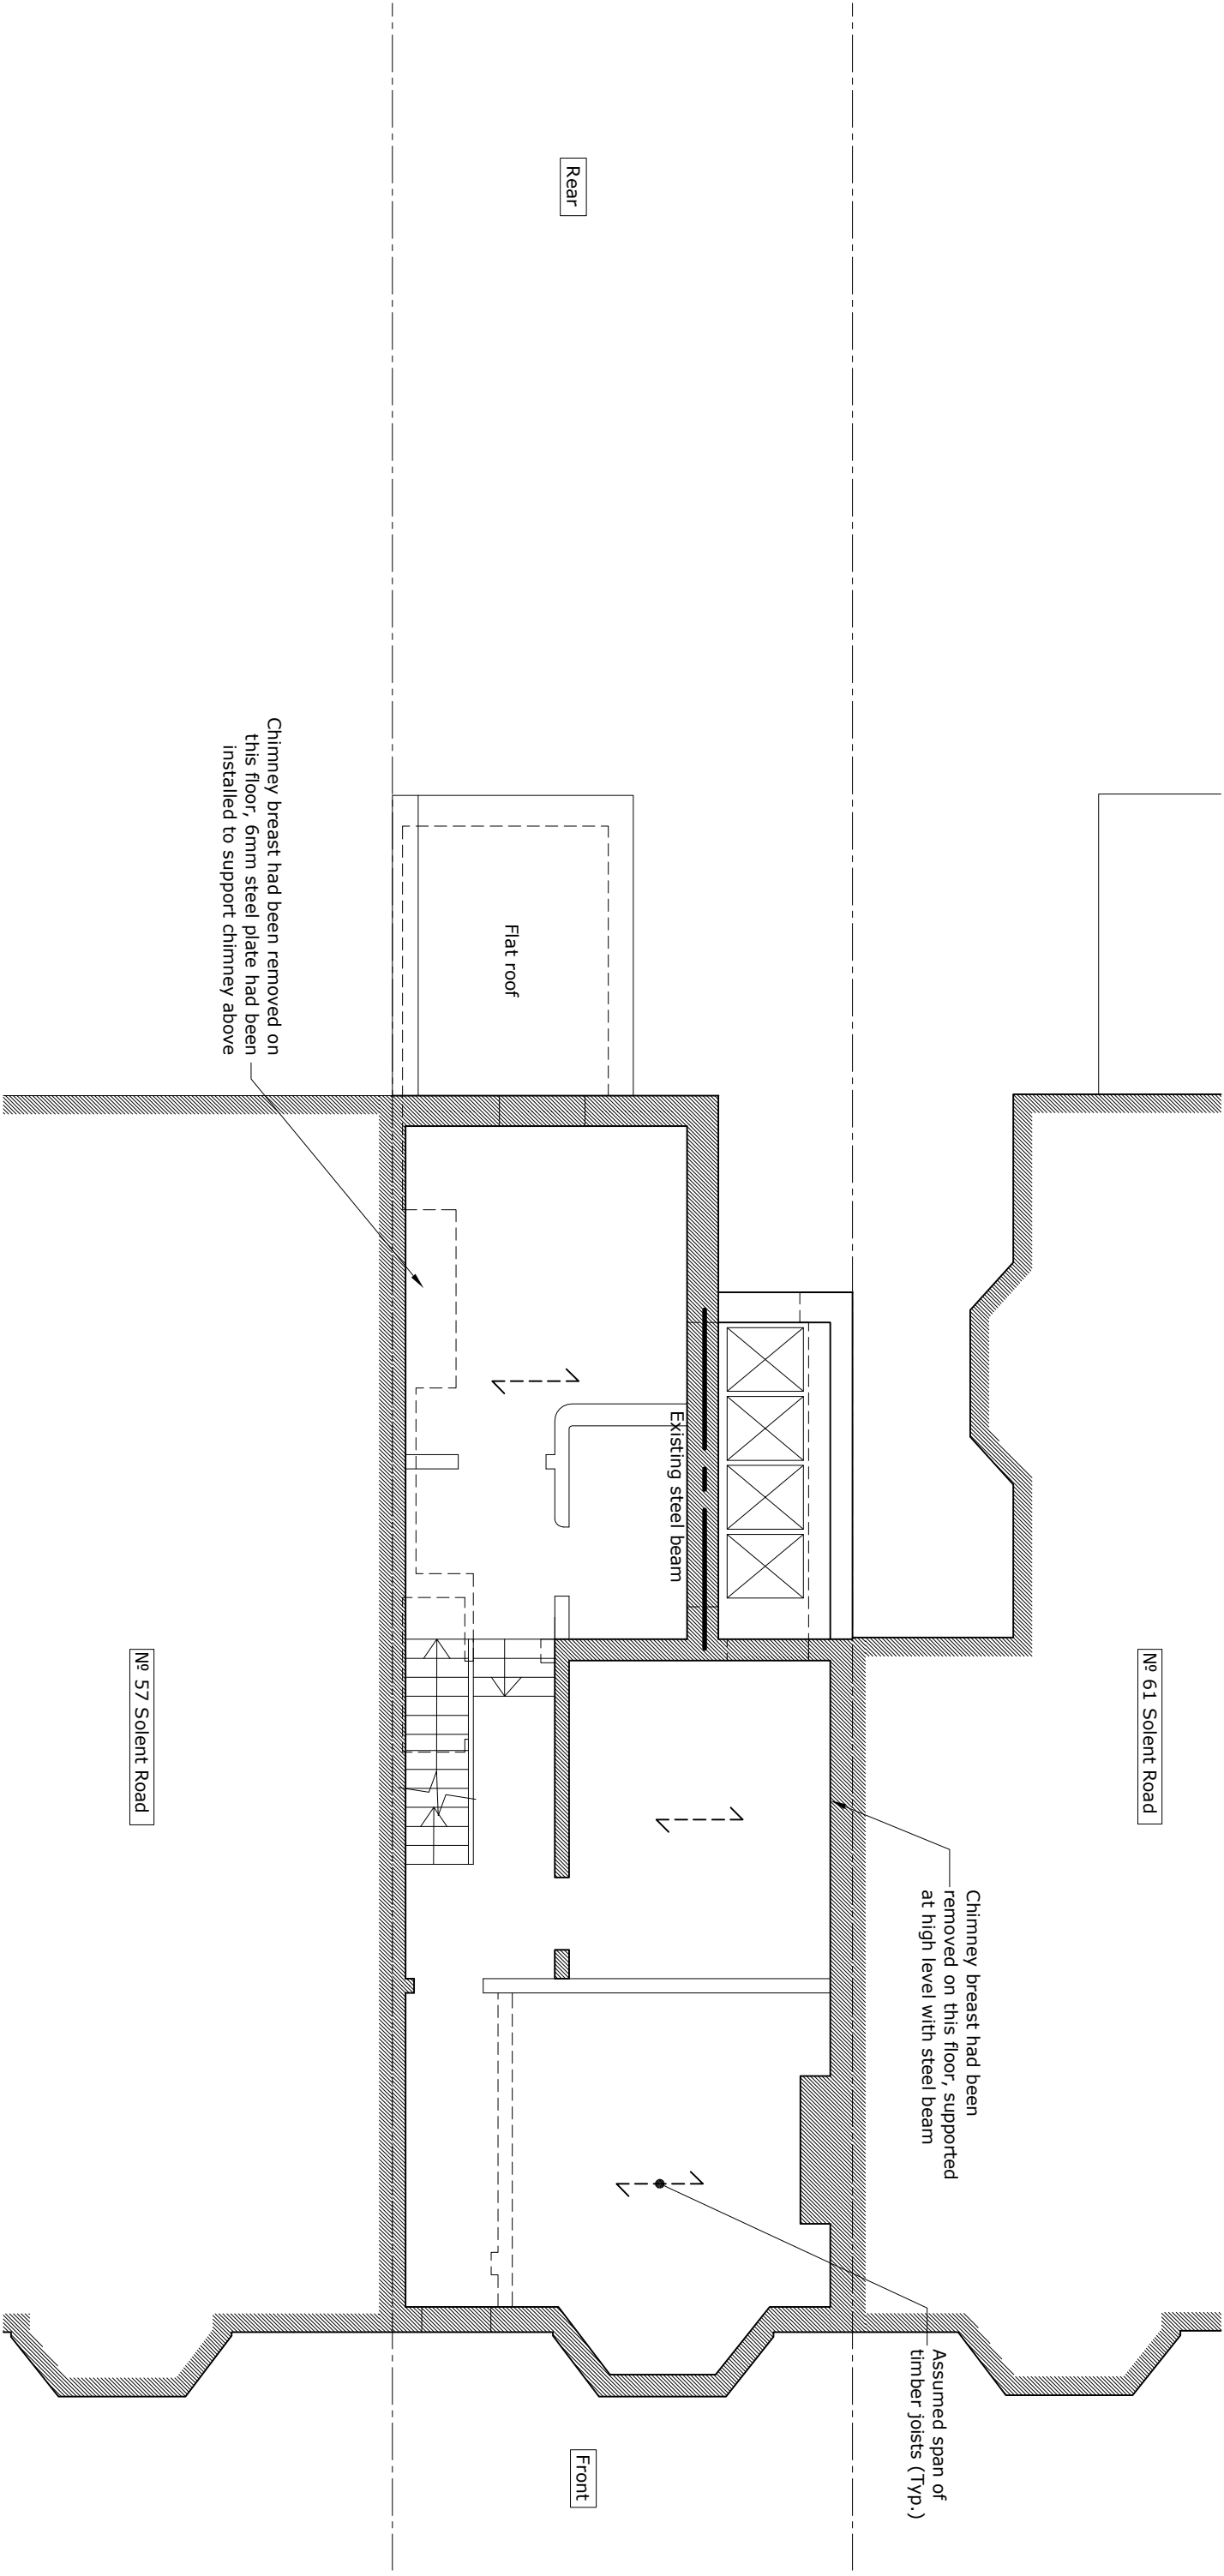 Rear
Flat roof
Chimney breast had been removed on
this floor, 6mm steel plate had been
installed to support chimney above
Existing steel beam
Nº 61 Solent Road
Nº 57 Solent Road
Chimney breast had been
removed on this floor, supported
at high level with steel beam
Assumed span of
timber joists (Typ.)
Front